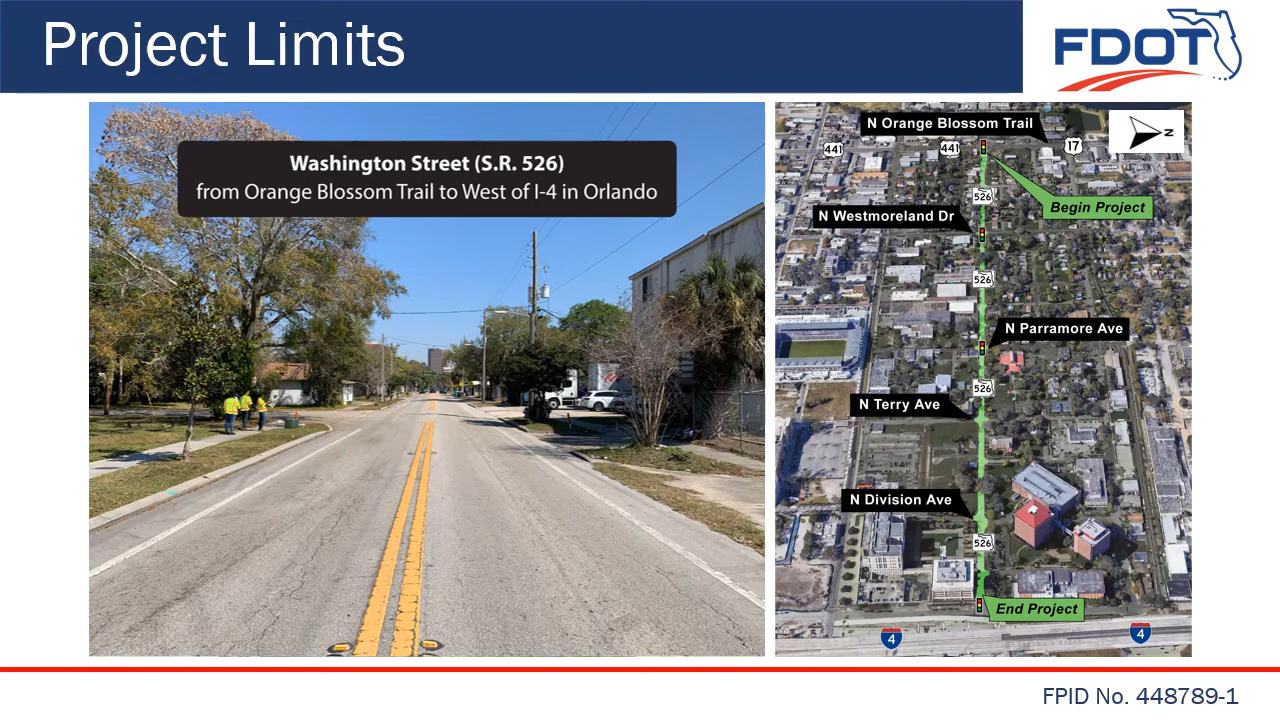 Project Limits
FDOT
Washington Street (S.R. 526)
from Orange Blossom Trail to West of I-4 in Orlando
N Orange Blossom Trail
N
441
441
17
526
Begin Project
N Westmoreland Dr
526
N Parramore Ave
526
N Terry Ave
N Division Ave
526
End Project
4
4
FPID No. 448789-1